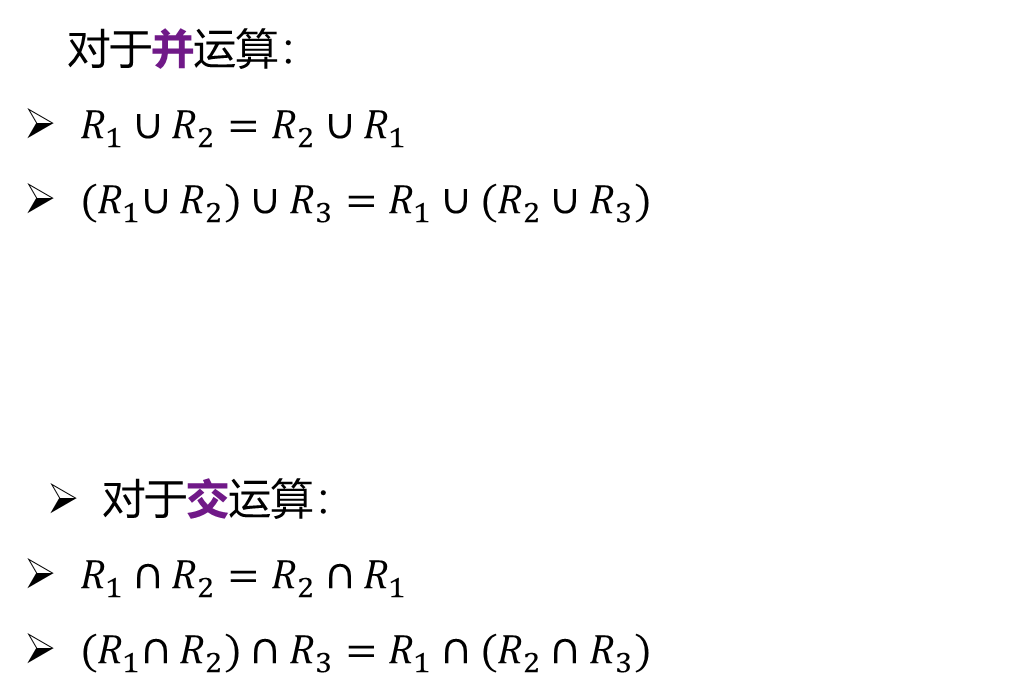 对于并运算：
➢ R₁ ∪ R₂ = R₂ ∪ R₁
➢ (R₁∪ R₂) ∪ R₃ = R₁ ∪ (R₂ ∪ R₃)
➢ 对于交运算：
➢ R₁ ∩ R₂ = R₂ ∩ R₁
➢ (R₁∩ R₂) ∩ R₃ = R₁ ∩ (R₂ ∩ R₃)